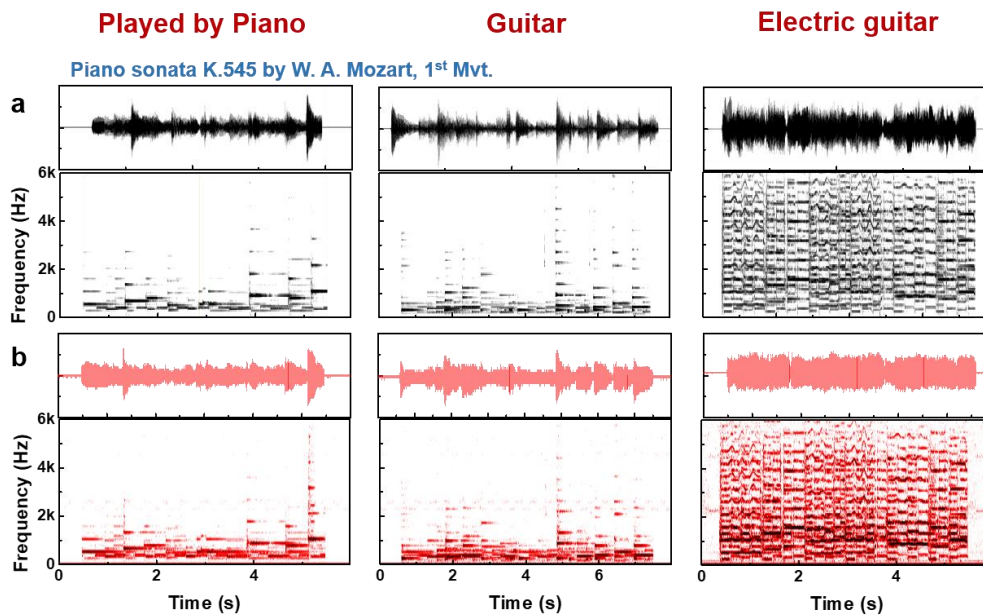 Played by Piano
Guitar
Electric guitar
Piano sonata K.545 by W. A. Mozart, 1st Mvt.
a
6k
4K
2K
0
Frequency (Hz)
b
6k
4K
2K
0
Frequency (Hz)
0 2 4
0 2 4 6
0 2 4
Time (s)
Time (s)
Time (s)